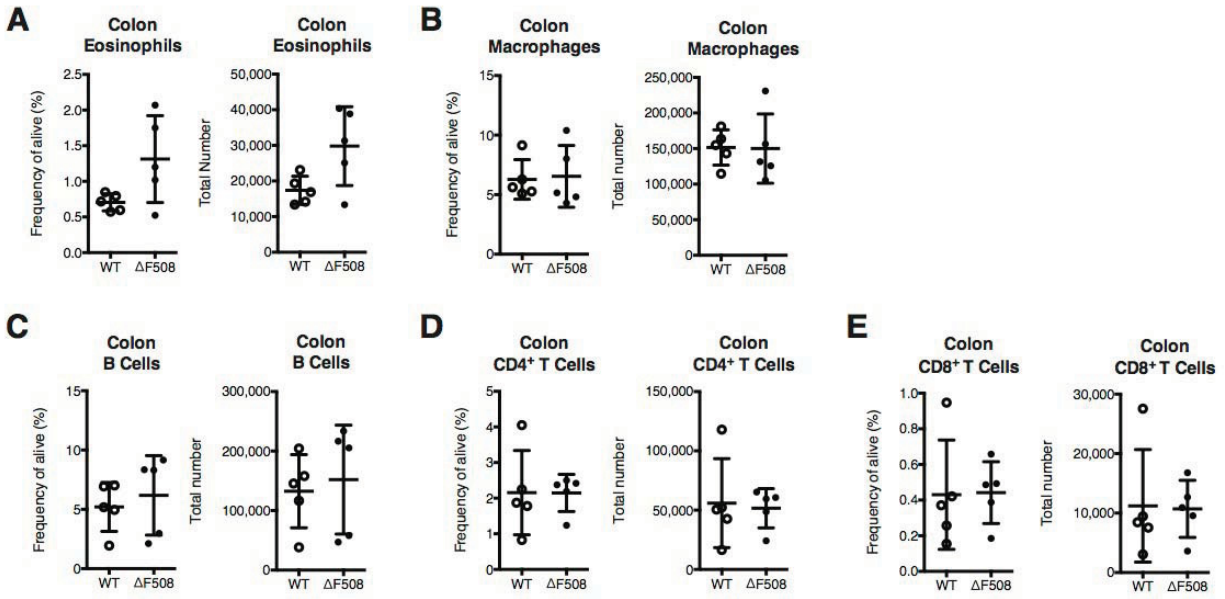 A
Colon
Eosinophils
Frequency of alive (%)
2.5
2.0
1.5
1.0
0.5
0.0
WT ΔF508
Colon
Eosinophils
Total Number
50,000
40,000
30,000
20,000
10,000
0
WT ΔF508
B
Colon
Macrophages
Frequency of alive (%)
15
10
5
0
WT ΔF508
Colon
Macrophages
Total number
250,000
200,000
150,000
100,000
50,000
0
WT ΔF508
C
Colon
B Cells
Frequency of alive (%)
15
10
5
0
WT ΔF508
Colon
B Cells
Total number
300,000
200,000
100,000
0
WT ΔF508
D
Colon
CD4⁺ T Cells
Frequency of alive (%)
5
4
3
2
1
0
WT ΔF508
Colon
CD4⁺ T Cells
Total number
150,000
100,000
50,000
0
WT ΔF508
E
Colon
CD8⁺ T Cells
Frequency of alive (%)
1.0
0.8
0.6
0.4
0.2
0.0
WT ΔF508
Colon
CD8⁺ T Cells
Total number
30,000
20,000
10,000
0
WT ΔF508